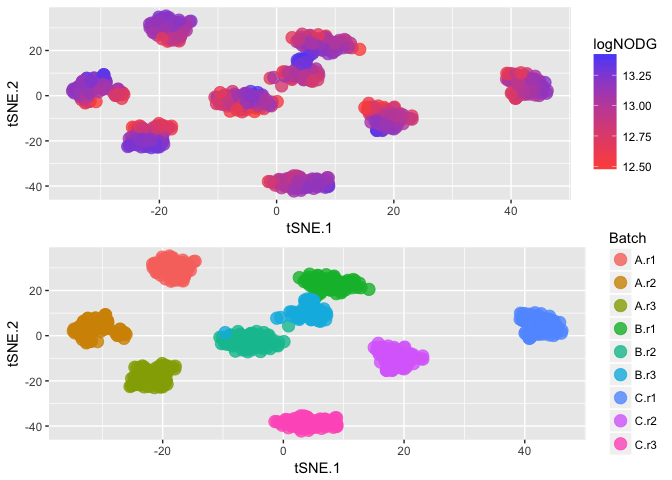 20
0
-20
-40
tSNE.2
-20
0
20
40
tSNE.1
logNODG
13.25
13.00
12.75
12.50
20
0
-20
-40
tSNE.2
-20
0
20
40
tSNE.1
Batch
A.r1
A.r2
A.r3
B.r1
B.r2
B.r3
C.r1
C.r2
C.r3